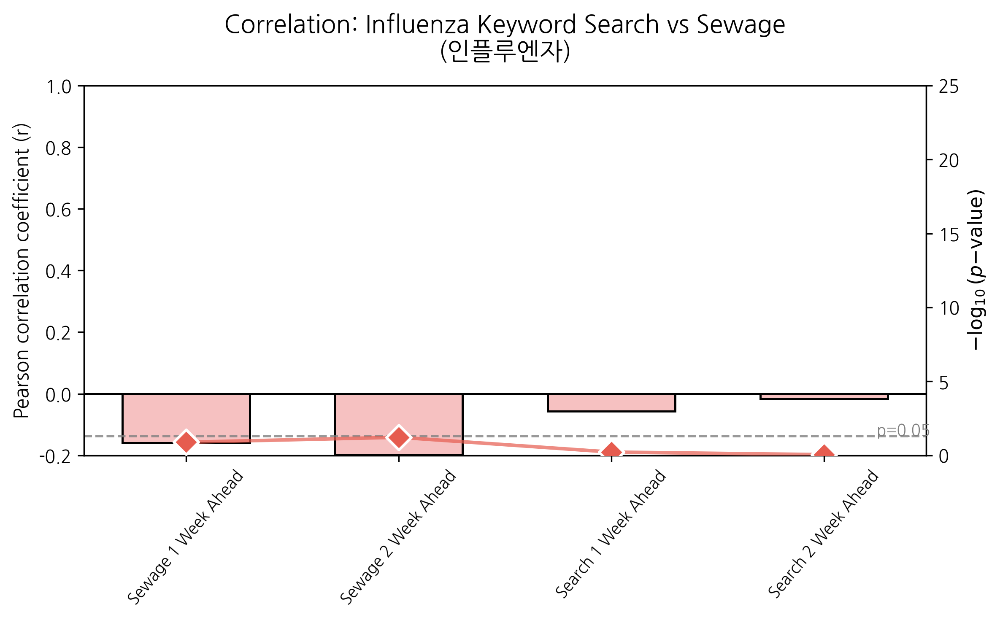 Correlation: Influenza Keyword Search vs Sewage
(인플루엔자)
Pearson correlation coefficient (r)
1.0
0.8
0.6
0.4
0.2
0.0
-0.2
25
20
15
10
5
0
−log₁₀(p−value)
p=0.05
Sewage 1 Week Ahead
Sewage 2 Week Ahead
Search 1 Week Ahead
Search 2 Week Ahead